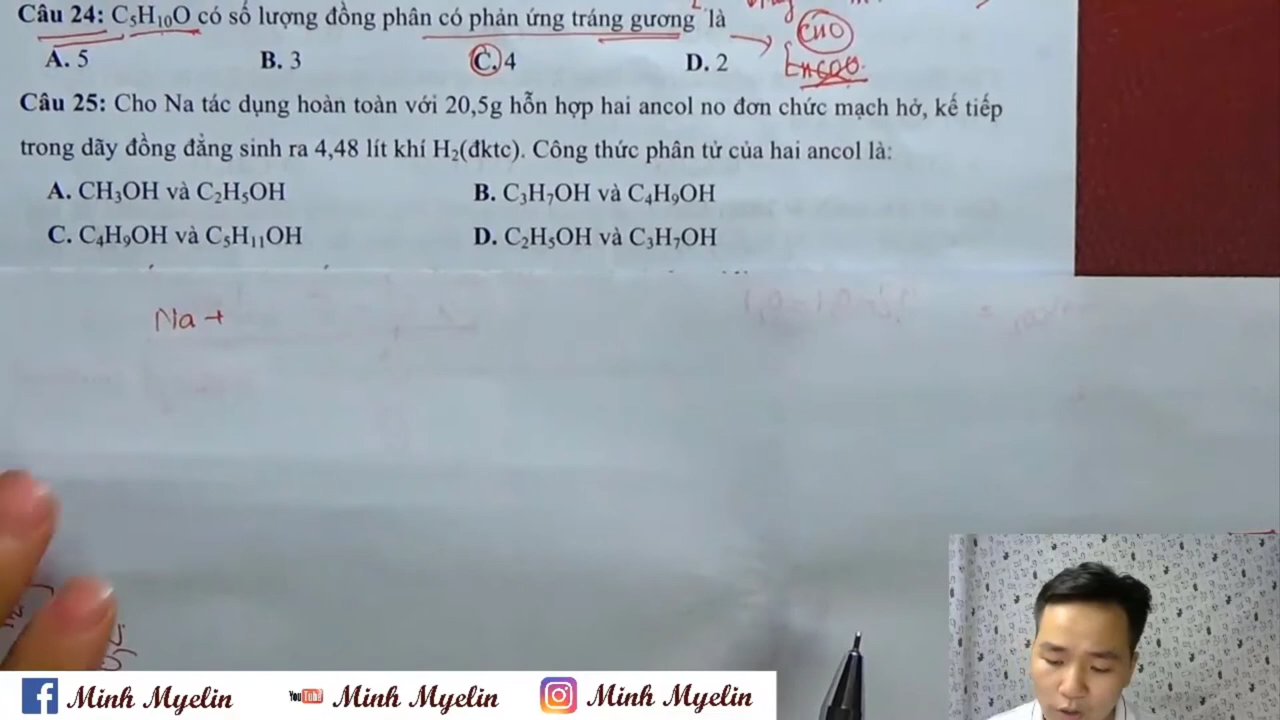 Câu 24: C₅H₁₀O có số lượng đồng phân có phản ứng tráng gương là
CHO
A. 5 B. 3 C. 4 D. 2
Câu 25: Cho Na tác dụng hoàn toàn với 20,5g hỗn hợp hai ancol no đơn chức mạch hở, kế tiếp
trong dãy đồng đẳng sinh ra 4,48 lít khí H₂(đktc). Công thức phân tử của hai ancol là:
A. CH₃OH và C₂H₅OH B. C₃H₇OH và C₄H₉OH
C. C₄H₉OH và C₅H₁₁OH D. C₂H₅OH và C₃H₇OH
Na +
Minh Myelin YouTube Minh Myelin Minh Myelin